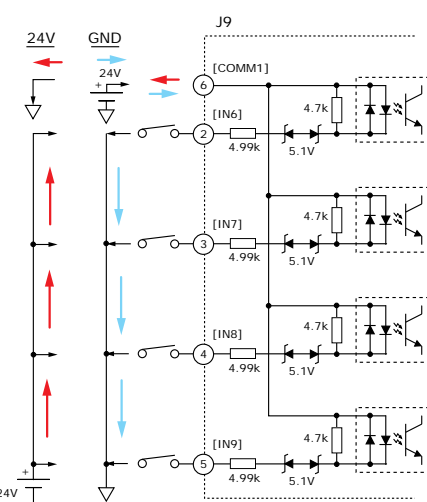 J9
24V GND
24V
[COMM1]
6
4.7k
[IN6]
2
4.99k
5.1V
[IN7]
4.7k
3
4.99k
5.1V
[IN8]
4.7k
4
4.99k
5.1V
[IN9]
4.7k
5
4.99k
5.1V
24V